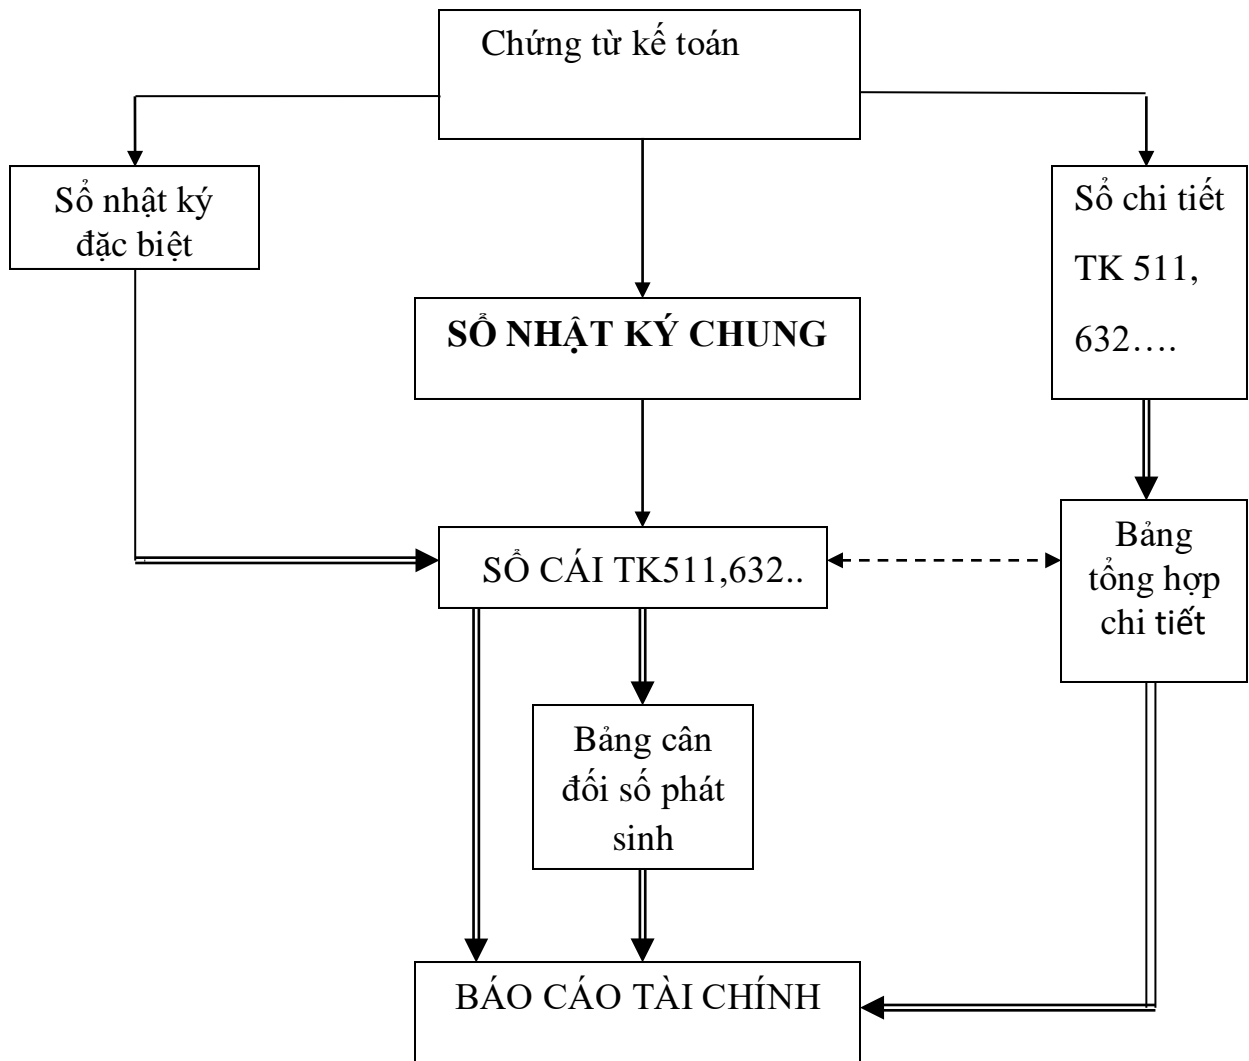 Chứng từ kế toán
Sổ nhật ký
đặc biệt
Sổ chi tiết
TK 511,
632….
SỔ NHẬT KÝ CHUNG
SỔ CÁI TK511,632..
Bảng
tổng hợp
chi tiết
Bảng cân
đối số phát
sinh
BÁO CÁO TÀI CHÍNH